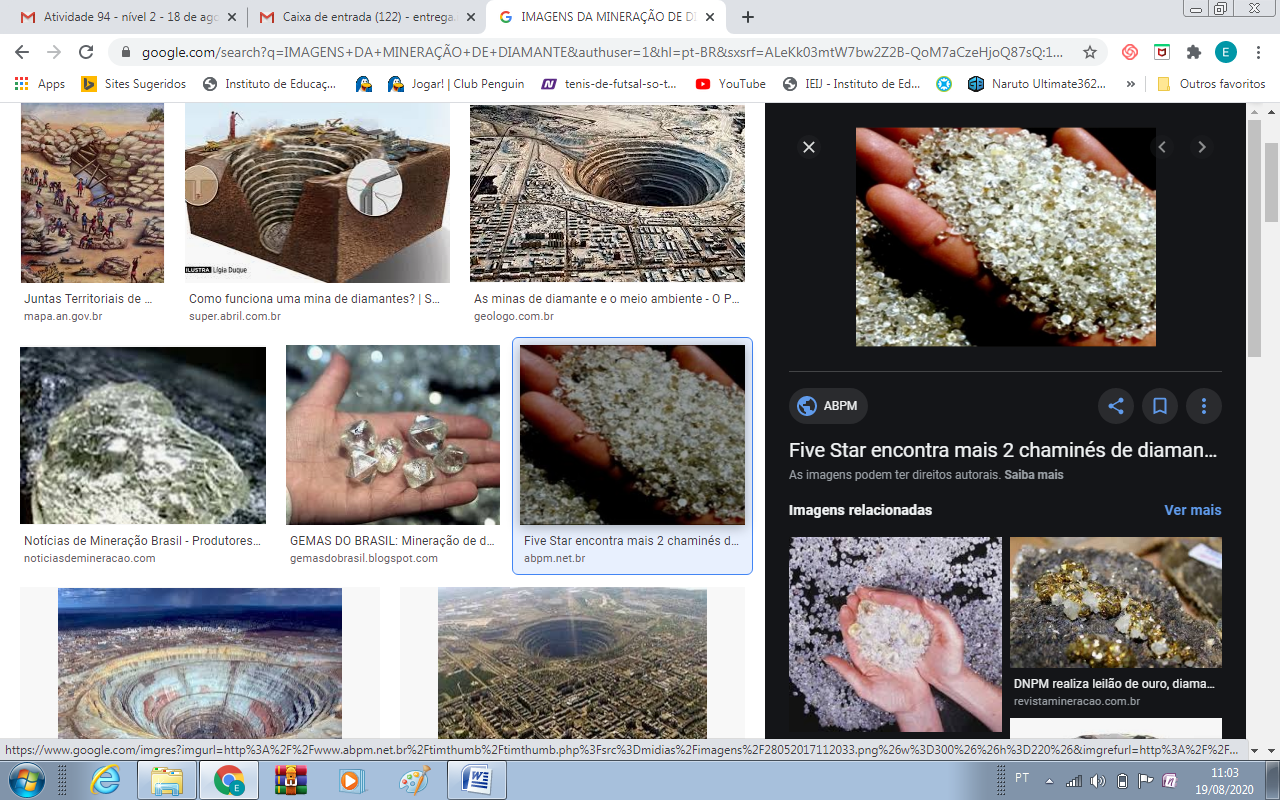 Atividade 94 - nível 2 - 18 de ago
Caixa de entrada (122) - entrega.
IMAGENS DA MINERAÇÃO DE D
google.com/search?q=IMAGENS+DA+MINERAÇÃO+DE+DIAMANTE&authuser=1&hl=pt-BR&sxsrf=ALeKk03mtW7bw2Z2B-QoM7aCzeHjoQ87sQ:1...
E
Apps
Sites Sugeridos
Instituto de Educaç...
Jogar! | Club Penguin
tenis-de-futsal-so-t...
YouTube
IEIJ - Instituto de Ed...
Naruto Ultimate362...
»
Outros favoritos
ILUSTRA Lígia Duque
Juntas Territoriais de ...
mapa.an.gov.br
Como funciona uma mina de diamantes? | S...
super.abril.com.br
As minas de diamante e o meio ambiente - O P...
geologo.com.br
Notícias de Mineração Brasil - Produtores...
noticiasdemineracao.com
GEMAS DO BRASIL: Mineração de d...
gemasdobrasil.blogspot.com
Five Star encontra mais 2 chaminés d...
abpm.net.br
ABPM
Five Star encontra mais 2 chaminés de diaman...
As imagens podem ter direitos autorais. Saiba mais
Imagens relacionadas
Ver mais
DNPM realiza leilão de ouro, diama...
revistamineracao.com.br
https://www.google.com/imgres?imgurl=http%3A%2F%2Fwww.abpm.net.br%2Ftimthumb%2Ftimthumb.php%3Fsrc%3Dmidias%2Fimagens%2F28052017112033.png%26w%3D300%26%26h%3D220%26&imgrefurl=http%3A%2F%2F...
PT
11:03
19/08/2020